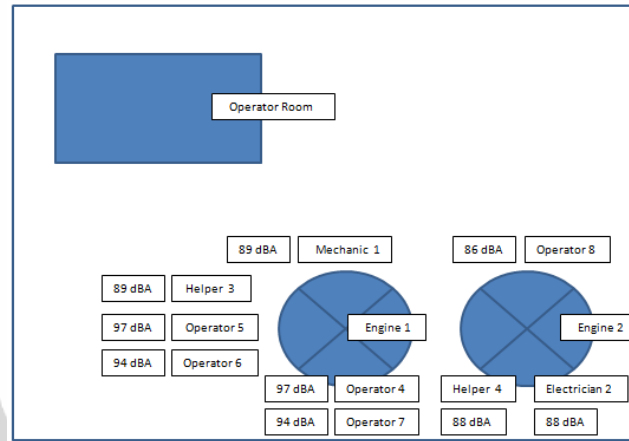 Operator Room
89 dBA Mechanic 1
86 dBA Operator 8
89 dBA Helper 3
97 dBA Operator 5
Engine 1
Engine 2
94 dBA Operator 6
97 dBA Operator 4
Helper 4 Electrician 2
94 dBA Operator 7
88 dBA 88 dBA